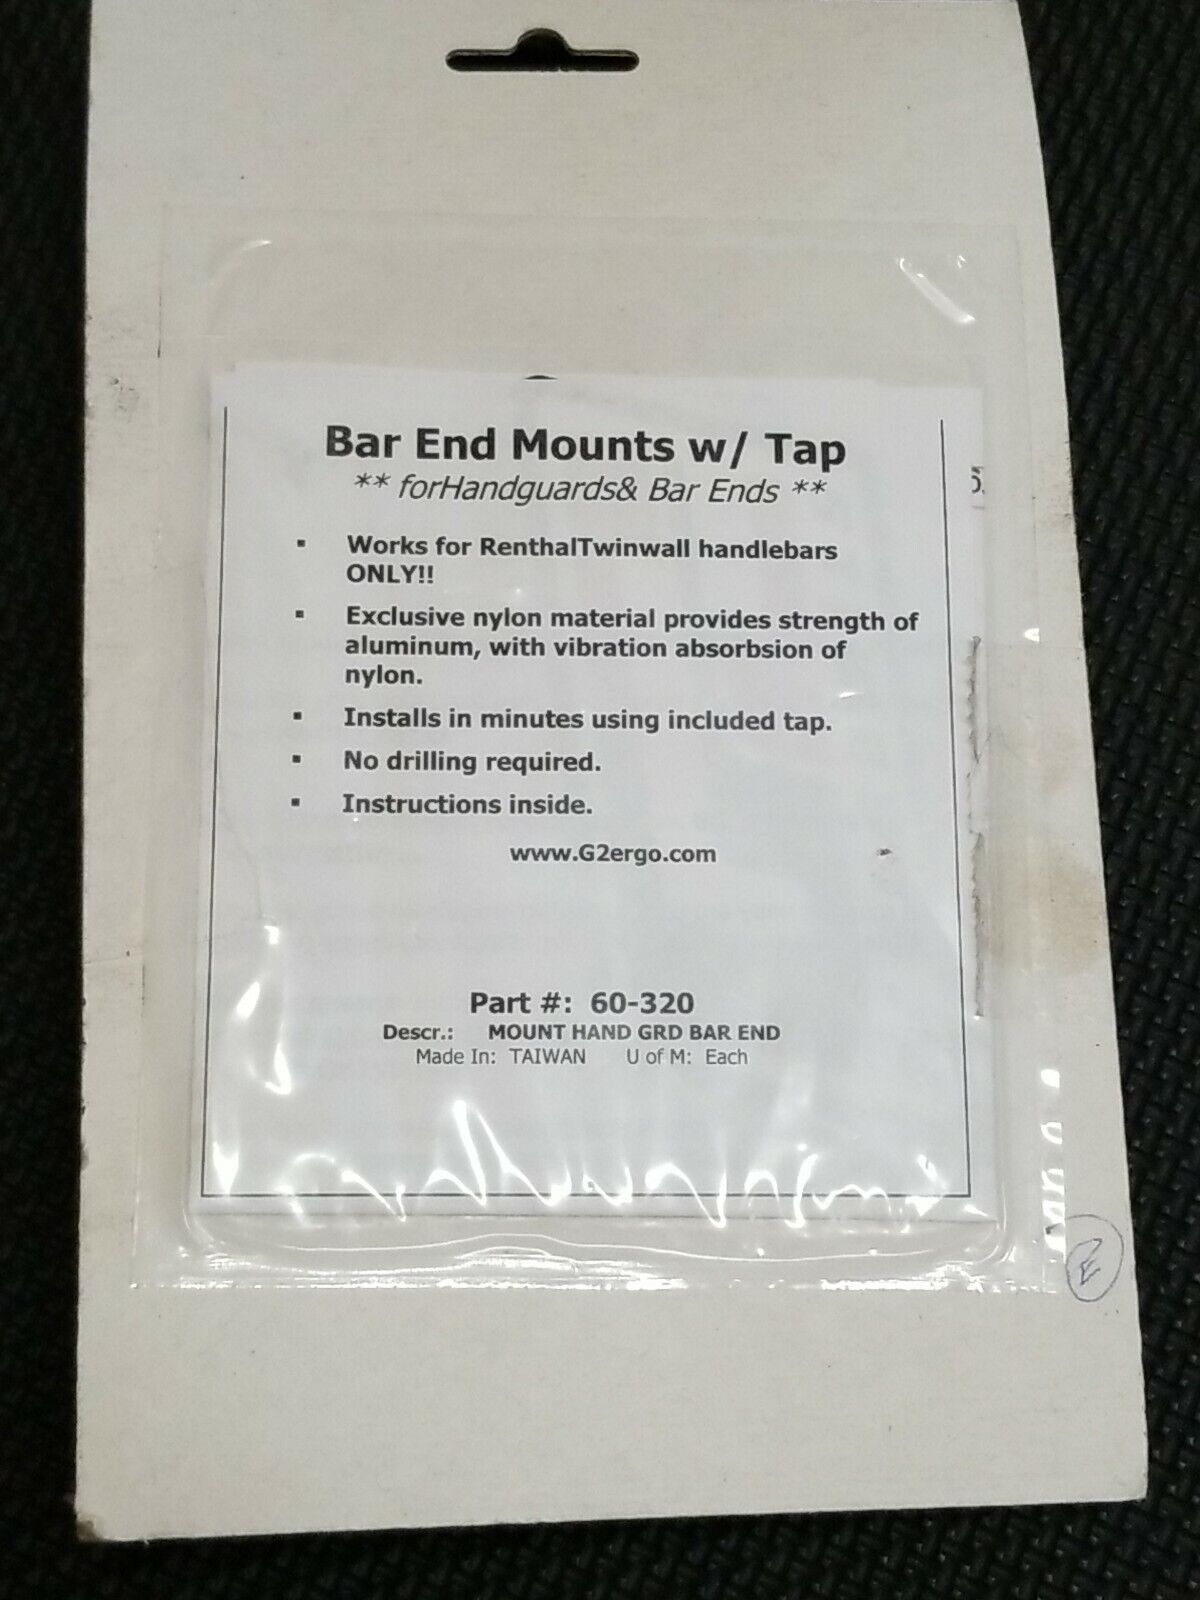 Bar End Mounts w/ Tap
** forHandguards& Bar Ends **
▪ Works for RenthalTwinwall handlebars
ONLY!!
▪ Exclusive nylon material provides strength of
aluminum, with vibration absorbsion of
nylon.
▪ Installs in minutes using included tap.
▪ No drilling required.
▪ Instructions inside.
www.G2ergo.com
Part #: 60-320
Descr.: MOUNT HAND GRD BAR END
Made In: TAIWAN U of M: Each
E